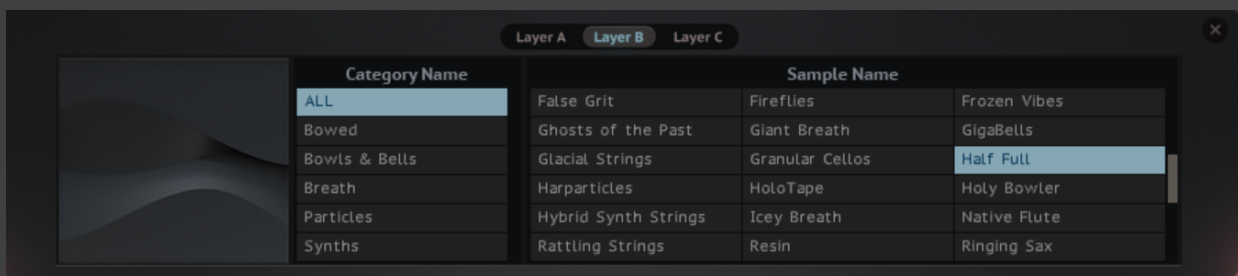 Layer A Layer B Layer C
Category Name Sample Name
ALL False Grit Fireflies Frozen Vibes
Bowed Ghosts of the Past Giant Breath GigaBells
Bowls & Bells Glacial Strings Granular Cellos Half Full
Breath Harparticles HoloTape Holy Bowler
Particles Hybrid Synth Strings Icey Breath Native Flute
Synths Rattling Strings Resin Ringing Sax